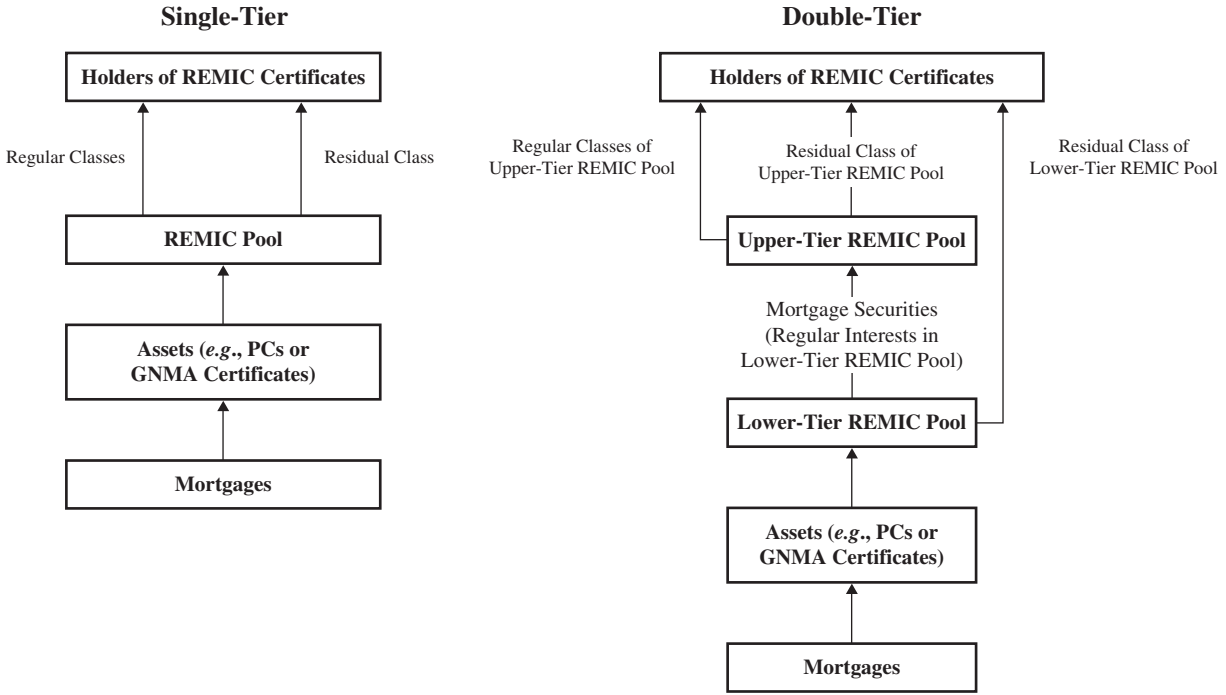 Single-Tier
Holders of REMIC Certificates
Regular Classes
Residual Class
REMIC Pool
Assets (e.g., PCs or
GNMA Certificates)
Mortgages
Double-Tier
Holders of REMIC Certificates
Regular Classes of
Upper-Tier REMIC Pool
Residual Class of
Upper-Tier REMIC Pool
Residual Class of
Lower-Tier REMIC Pool
Upper-Tier REMIC Pool
Mortgage Securities
(Regular Interests in
Lower-Tier REMIC Pool)
Lower-Tier REMIC Pool
Assets (e.g., PCs or
GNMA Certificates)
Mortgages